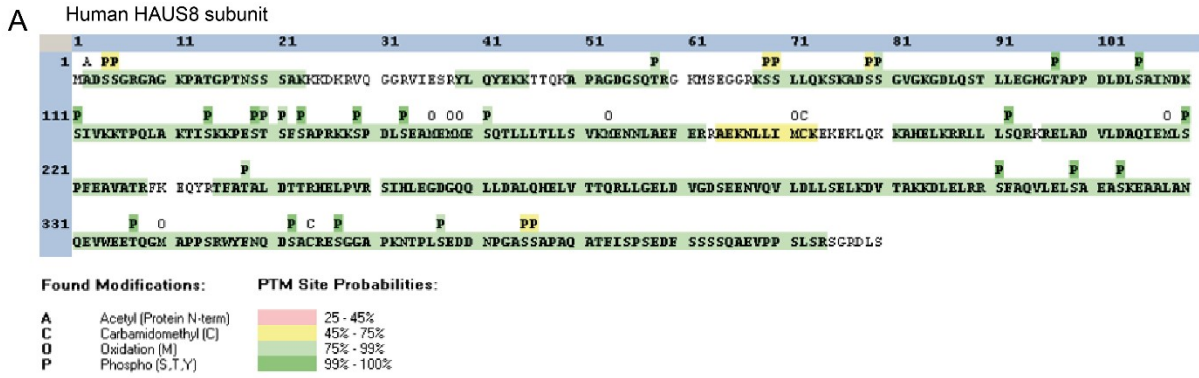 A
Human HAUS8 subunit
1 11 21 31 41 51 61 71 81 91 101
1 A PP P PP PP P P
MADSSGRGAG KPATGPTNSS SAKKKDKRVQ GGRVIESRYL QYEKKTTQKA PAGDGSQTRG KMSEGGRKSS LLQKSKADSS GVGKGDLQST LLEGHGTAPP DLDLSAINDK
111 P P PP P P P P O OO P O OC P O P
SIVKKTPQLA KTISKKPEST SFSAPRKKSP DLSEAMEMME SQTLLLTLLS VKMENNLAEF ERRAEKNLLI MCKEKEKLQK KAHELKRRLL LSQRKRELAD VLDAQIEMLS
221 P P P P
PFEAVATRFK EQYRTFATAL DTTRHELPVR SIHLEGDGQQ LLDALQHELV TTQRLLGELD VGDSEENVQV LDLLSELKDV TAKKDLELRR SFAQVLELSA EASKEAALAN
331 P O P C P P PP
QEVWEETQGM APPSRWYFNQ DSACRESGGA PKNTPLSEDD NPGASSAPAQ ATFISPSEDF SSSSQAEVPP SLSRSGRDLS
Found Modifications: PTM Site Probabilities:
A Acetyl (Protein N-term) 25 - 45%
C Carbamidomethyl (C) 45% - 75%
O Oxidation (M) 75% - 99%
P Phospho (S,T,Y) 99% - 100%